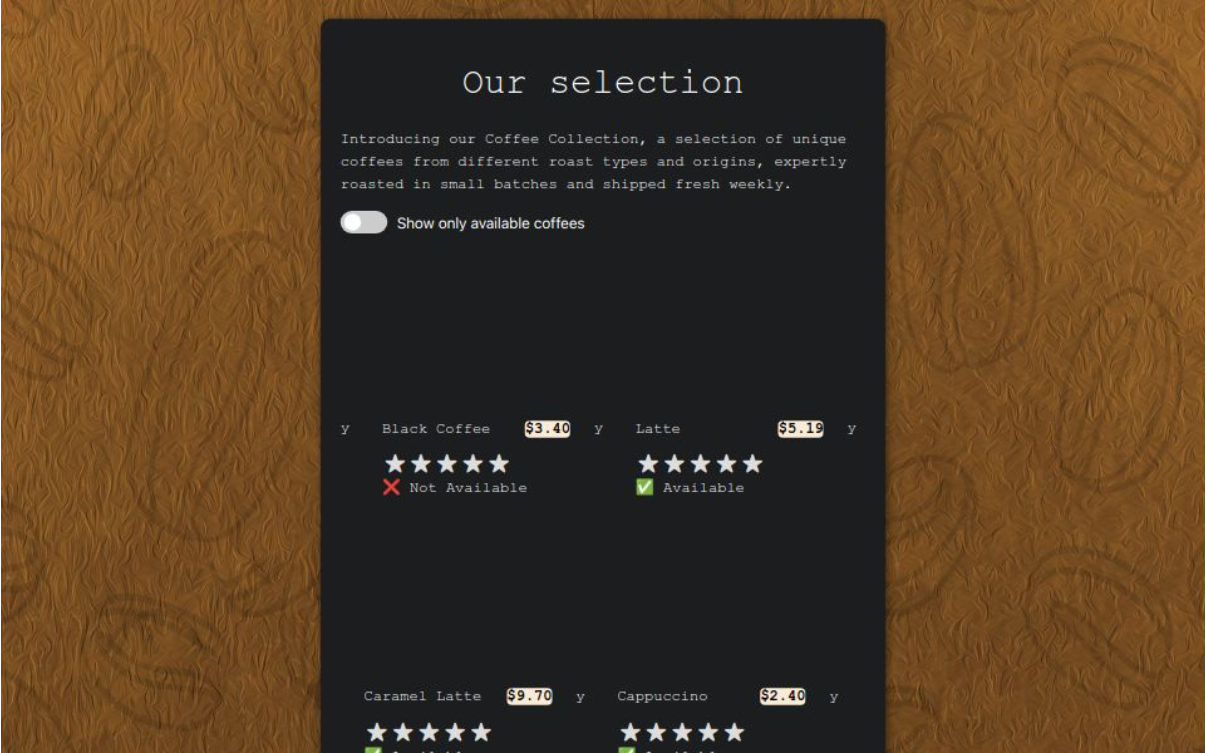 Our selection
Introducing our Coffee Collection, a selection of unique
coffees from different roast types and origins, expertly
roasted in small batches and shipped fresh weekly.
Show only available coffees
y Black Coffee $3.40 y Latte $5.19 y
Not Available Available
Caramel Latte $9.70 y Cappuccino $2.40 y